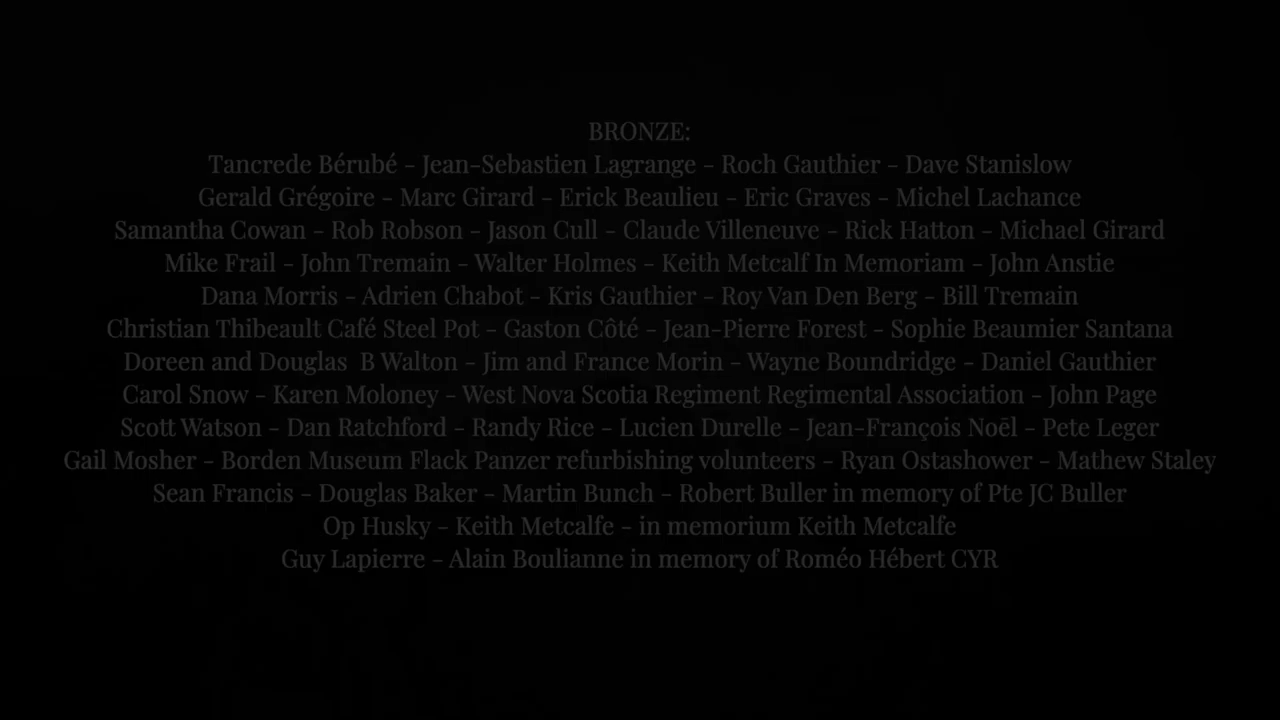 BRONZE:
Tancrede Bérubé - Jean-Sebastien Lagrange - Roch Gauthier - Dave Stanislow
Gerald Grégoire - Marc Girard - Erick Beaulieu - Eric Graves - Michel Lachance
Samantha Cowan - Rob Robson - Jason Cull - Claude Villeneuve - Rick Hatton - Michael Girard
Mike Frail - John Tremain - Walter Holmes - Keith Metcalf In Memoriam - John Anstie
Dana Morris - Adrien Chabot - Kris Gauthier - Roy Van Den Berg - Bill Tremain
Christian Thibeault Café Steel Pot - Gaston Côté - Jean-Pierre Forest - Sophie Beaumier Santana
Doreen and Douglas  B Walton - Jim and France Morin - Wayne Boundridge - Daniel Gauthier
Carol Snow - Karen Moloney - West Nova Scotia Regiment Regimental Association - John Page
Scott Watson - Dan Ratchford - Randy Rice - Lucien Durelle - Jean-François Noēl - Pete Leger
Gail Mosher - Borden Museum Flack Panzer refurbishing volunteers - Ryan Ostashower - Mathew Staley
Sean Francis - Douglas Baker - Martin Bunch - Robert Buller in memory of Pte JC Buller
Op Husky - Keith Metcalfe - in memorium Keith Metcalfe
Guy Lapierre - Alain Boulianne in memory of Roméo Hébert CYR